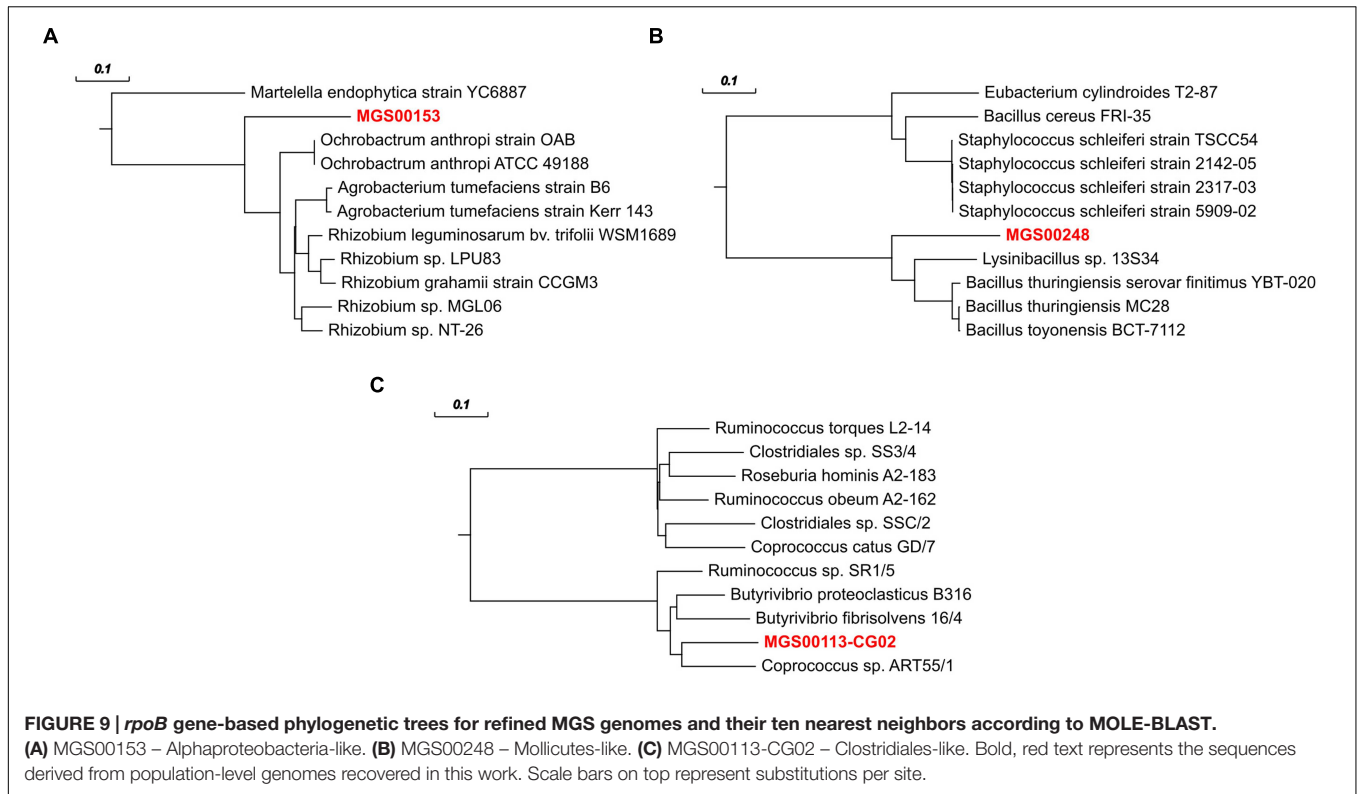 A
0.1
Martelella endophytica strain YC6887
MGS00153
Ochrobactrum anthropi strain OAB
Ochrobactrum anthropi ATCC 49188
Agrobacterium tumefaciens strain B6
Agrobacterium tumefaciens strain Kerr 143
Rhizobium leguminosarum bv. trifolii WSM1689
Rhizobium sp. LPU83
Rhizobium grahamii strain CCGM3
Rhizobium sp. MGL06
Rhizobium sp. NT-26
B
0.1
Eubacterium cylindroides T2-87
Bacillus cereus FRI-35
Staphylococcus schleiferi strain TSCC54
Staphylococcus schleiferi strain 2142-05
Staphylococcus schleiferi strain 2317-03
Staphylococcus schleiferi strain 5909-02
MGS00248
Lysinibacillus sp. 13S34
Bacillus thuringiensis serovar finitimus YBT-020
Bacillus thuringiensis MC28
Bacillus toyonensis BCT-7112
C
0.1
Ruminococcus torques L2-14
Clostridiales sp. SS3/4
Roseburia hominis A2-183
Ruminococcus obeum A2-162
Clostridiales sp. SSC/2
Coprococcus catus GD/7
Ruminococcus sp. SR1/5
Butyrivibrio proteoclasticus B316
Butyrivibrio fibrisolvens 16/4
MGS00113-CG02
Coprococcus sp. ART55/1
FIGURE 9 | rpoB gene-based phylogenetic trees for refined MGS genomes and their ten nearest neighbors according to MOLE-BLAST.
(A) MGS00153 – Alphaproteobacteria-like. (B) MGS00248 – Mollicutes-like. (C) MGS00113-CG02 – Clostridiales-like. Bold, red text represents the sequences
derived from population-level genomes recovered in this work. Scale bars on top represent substitutions per site.